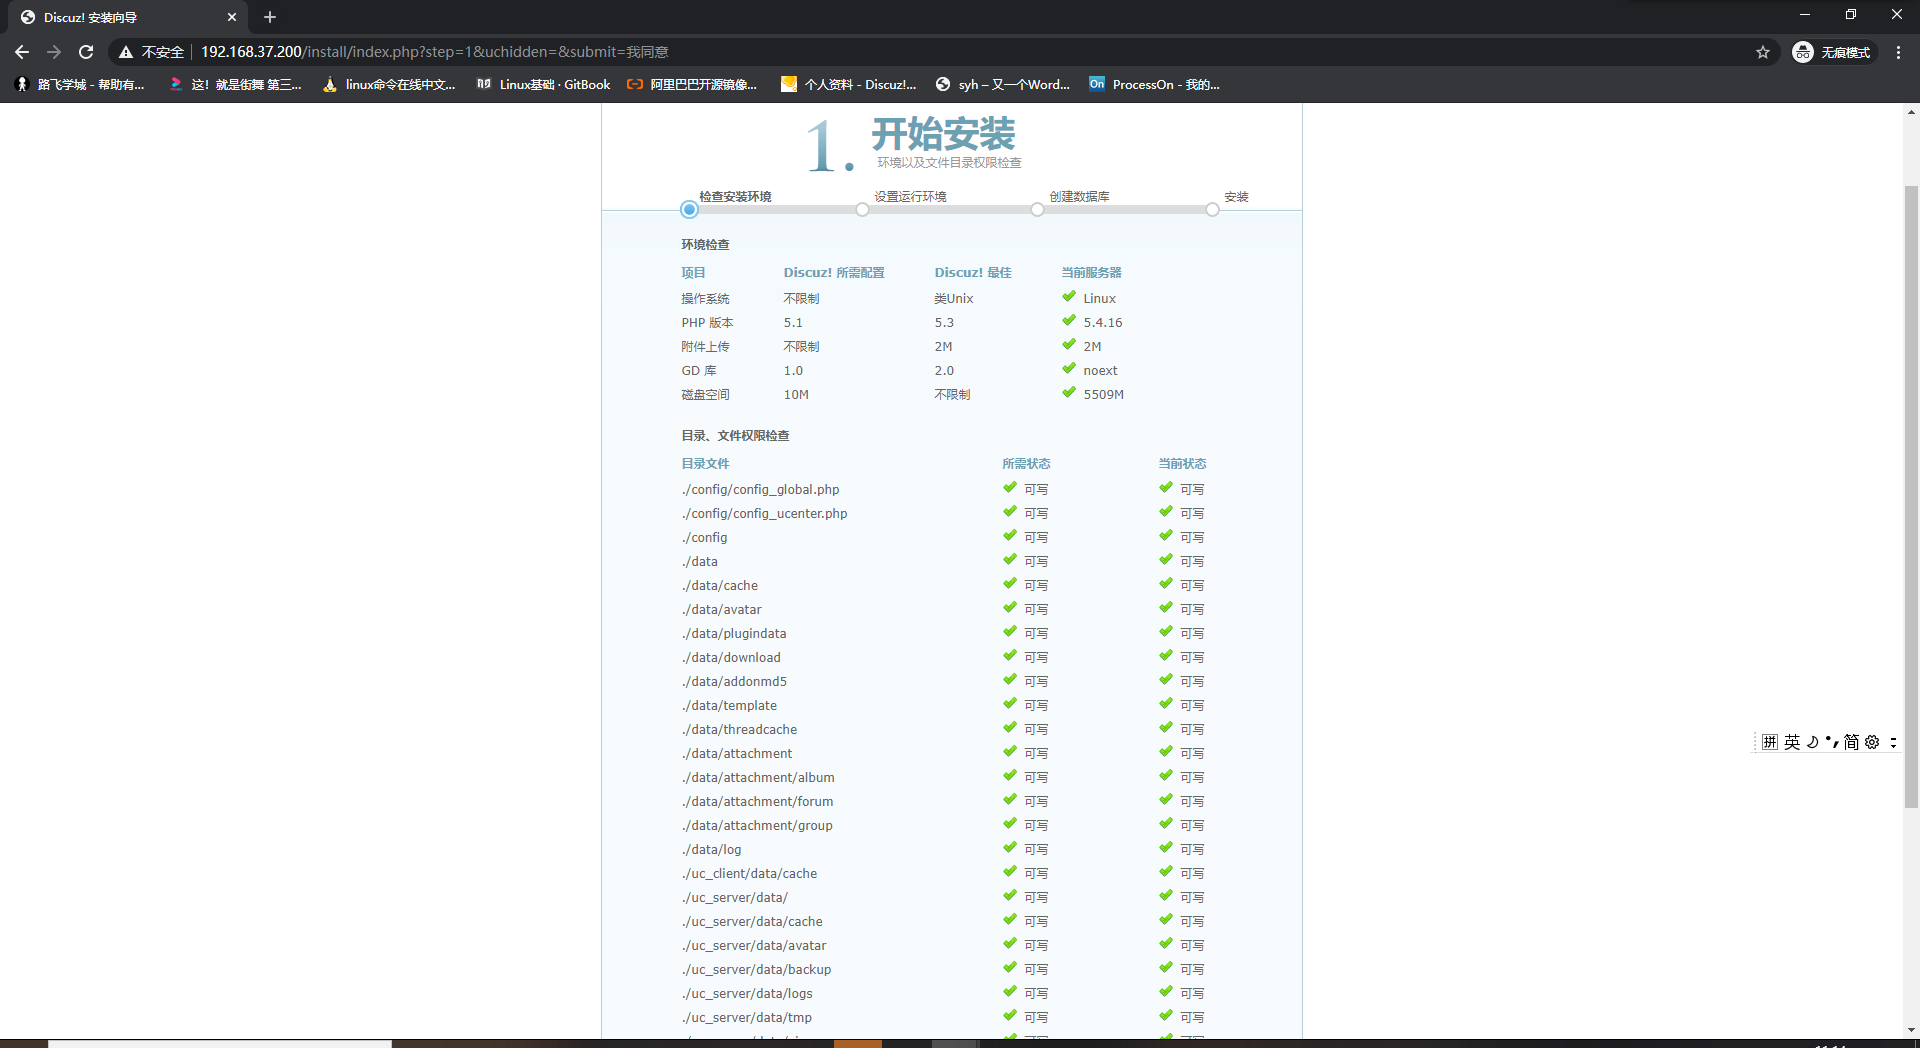 Discuz! 安装向导
不安全 192.168.37.200/install/index.php?step=1&uchidden=&submit=我同意 无痕模式
路飞学城 - 帮助有... 这！就是街舞 第三... linux命令在线中文... Linux基础 · GitBook 阿里巴巴开源镜像... 个人资料 - Discuz!... syh – 又一个Word... On ProcessOn - 我的...
1. 开始安装
环境以及文件目录权限检查
检查安装环境 设置运行环境 创建数据库 安装
环境检查
项目 Discuz! 所需配置 Discuz! 最佳 当前服务器
操作系统 不限制 类Unix Linux
PHP 版本 5.1 5.3 5.4.16
附件上传 不限制 2M 2M
GD 库 1.0 2.0 noext
磁盘空间 10M 不限制 5509M
目录、文件权限检查
目录文件 所需状态 当前状态
./config/config_global.php 可写 可写
./config/config_ucenter.php 可写 可写
./config 可写 可写
./data 可写 可写
./data/cache 可写 可写
./data/avatar 可写 可写
./data/plugindata 可写 可写
./data/download 可写 可写
./data/addonmd5 可写 可写
./data/template 可写 可写
./data/threadcache 可写 可写
./data/attachment 可写 可写
拼 英 简
./data/attachment/album 可写 可写
./data/attachment/forum 可写 可写
./data/attachment/group 可写 可写
./data/log 可写 可写
./uc_client/data/cache 可写 可写
./uc_server/data/ 可写 可写
./uc_server/data/cache 可写 可写
./uc_server/data/avatar 可写 可写
./uc_server/data/backup 可写 可写
./uc_server/data/logs 可写 可写
./uc_server/data/tmp 可写 可写